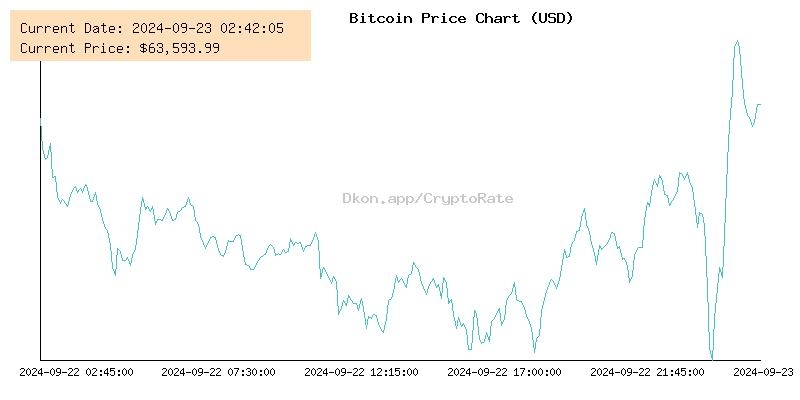 Bitcoin Price Chart (USD)
Current Date: 2024-09-23 02:42:05
Current Price: $63,593.99
Dkon.app/CryptoRate
2024-09-22 02:45:00 2024-09-22 07:30:00 2024-09-22 12:15:00 2024-09-22 17:00:00 2024-09-22 21:45:00 2024-09-23